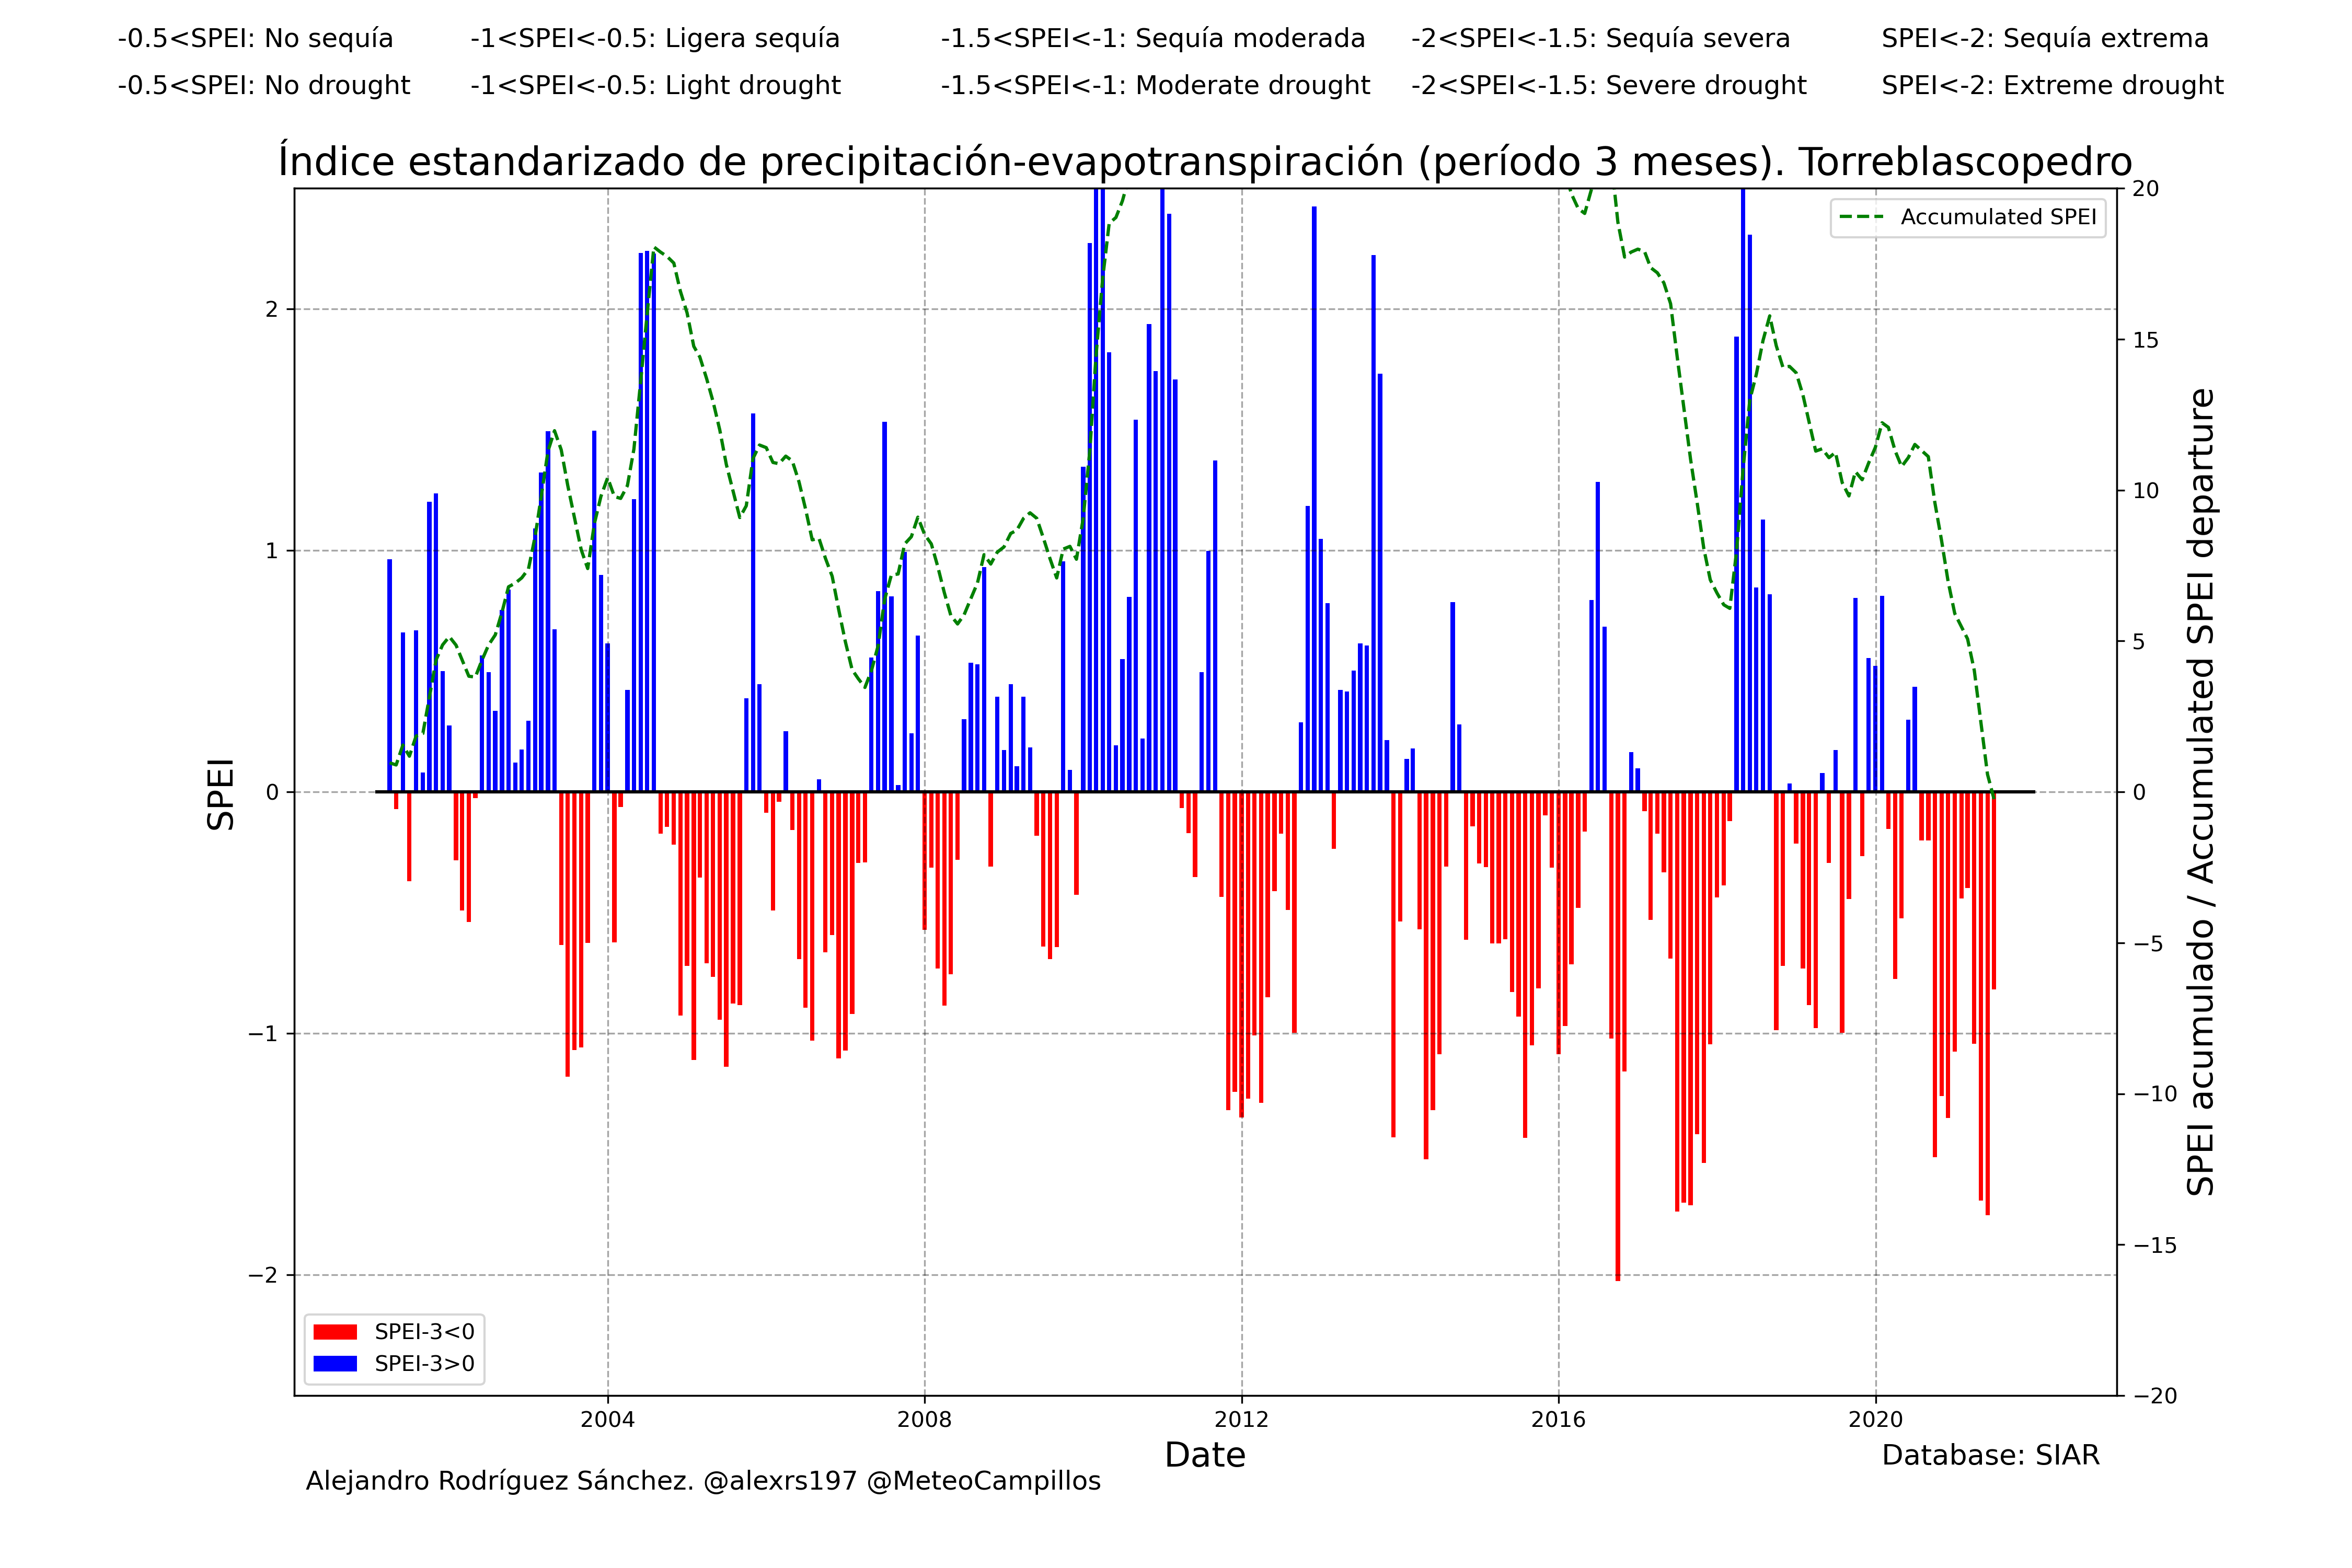 -0.5<SPEI: No sequía -1<SPEI<-0.5: Ligera sequía -1.5<SPEI<-1: Sequía moderada -2<SPEI<-1.5: Sequía severa SPEI<-2: Sequía extrema
-0.5<SPEI: No drought -1<SPEI<-0.5: Light drought -1.5<SPEI<-1: Moderate drought -2<SPEI<-1.5: Severe drought SPEI<-2: Extreme drought
Índice estandarizado de precipitación-evapotranspiración (período 3 meses). Torreblascopedro
SPEI
2
1
0
−1
−2
Accumulated SPEI
20
15
10
5
0
−5
−10
−15
−20
SPEI acumulado / Accumulated SPEI departure
SPEI-3<0
SPEI-3>0
2004 2008 2012 2016 2020
Date
Database: SIAR
Alejandro Rodríguez Sánchez. @alexrs197 @MeteoCampillos